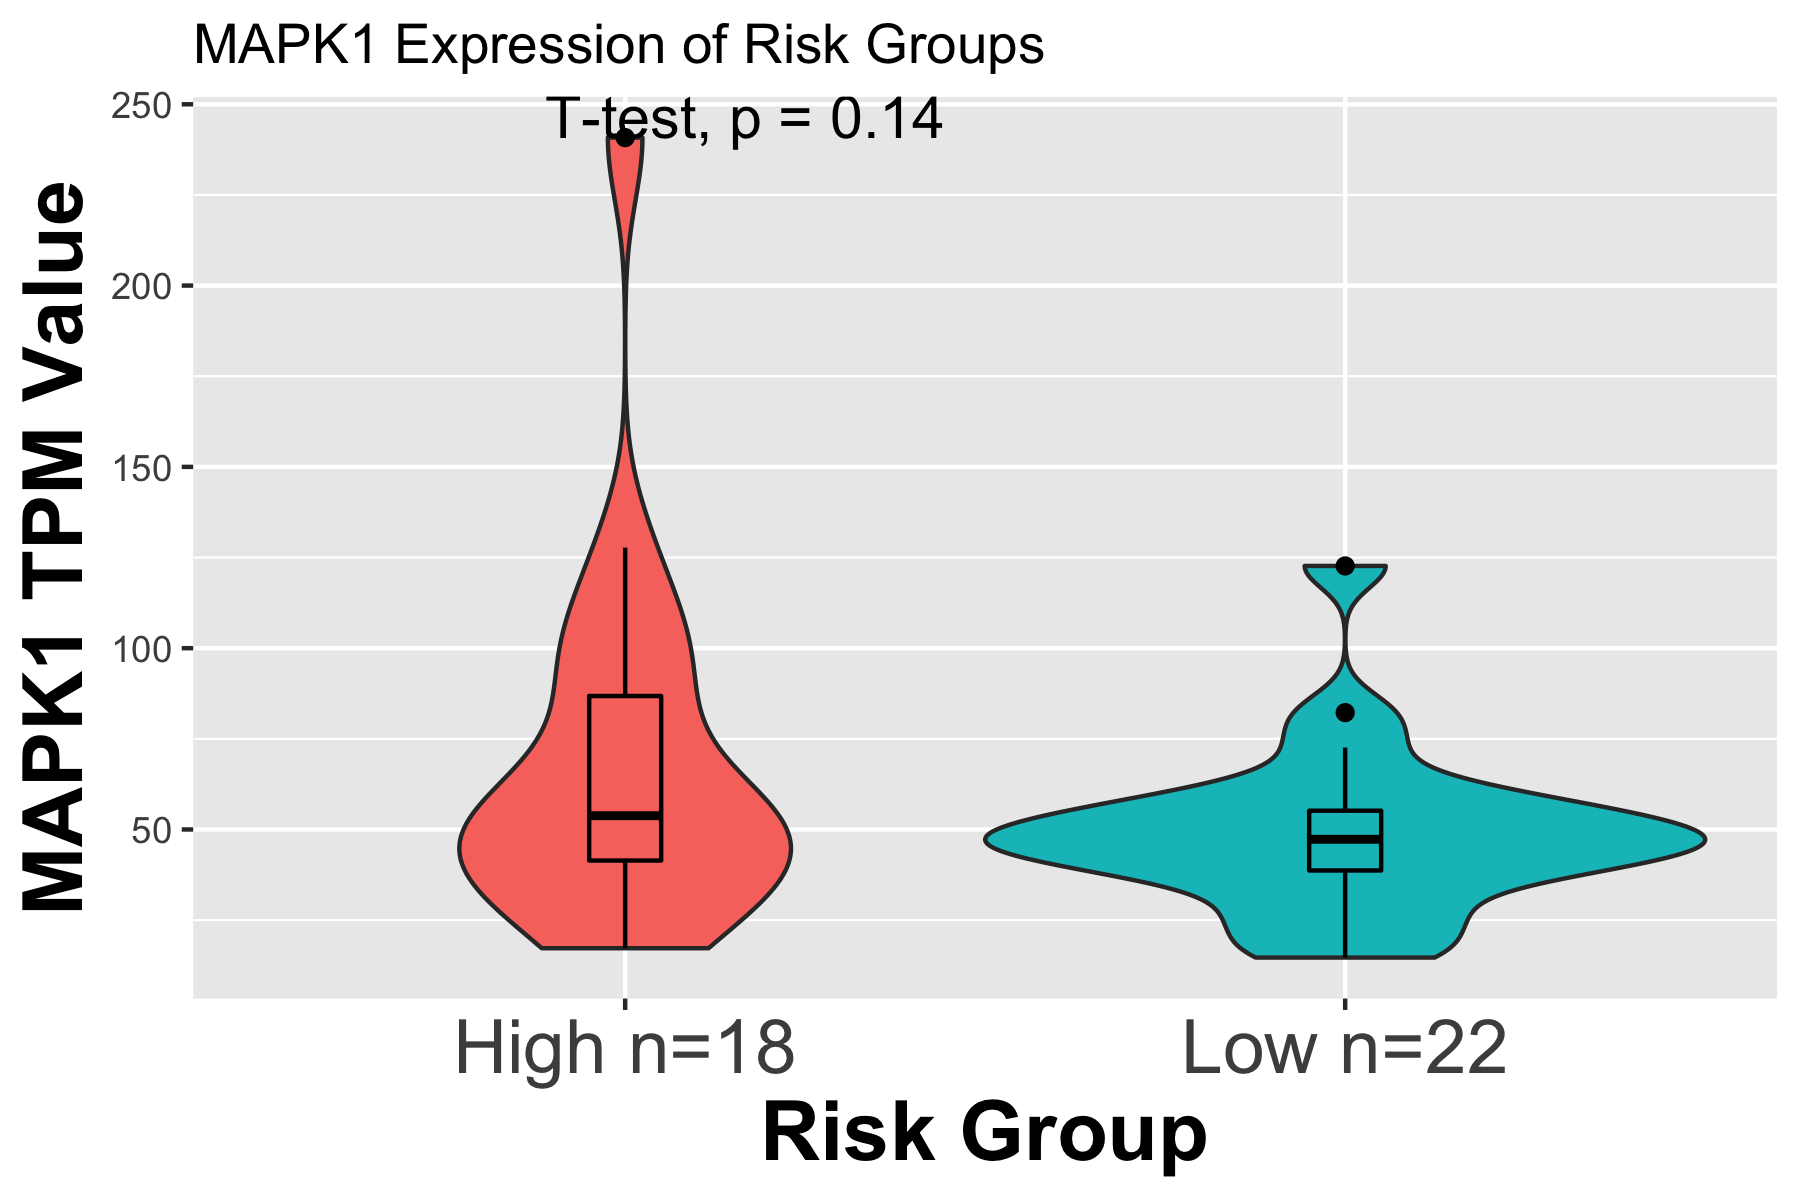 MAPK1 Expression of Risk Groups
T-test, p = 0.14
MAPK1 TPM Value
250
200
150
100
50
High n=18
Low n=22
Risk Group